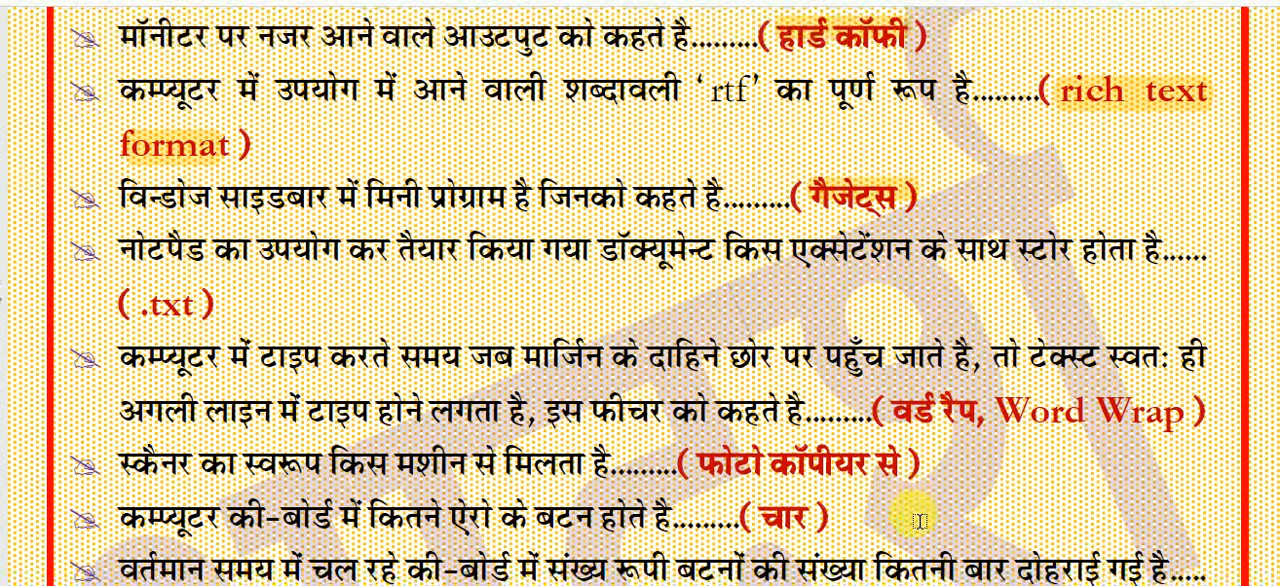 मॉनीटर पर नजर आने वाले आउटपुट को कहते है.........( हार्ड कॉफी )
कम्प्यूटर में उपयोग में आने वाली शब्दावली ‘rtf’ का पूर्ण रूप है.........( rich text
format )
विन्डोज साइडबार में मिनी प्रोग्राम है जिनको कहते है.........( गैजेट्स )
नोटपैड का उपयोग कर तैयार किया गया डॉक्यूमेन्ट किस एक्सेटेंशन के साथ स्टोर होता है......
( .txt )
कम्प्यूटर में टाइप करते समय जब मार्जिन के दाहिने छोर पर पहुँच जाते है, तो टेक्स्ट स्वत: ही
अगली लाइन में टाइप होने लगता है, इस फीचर को कहते है.........( वर्ड रैप, Word Wrap )
स्कैनर का स्वरूप किस मशीन से मिलता है.........( फोटो कॉपीयर से )
कम्प्यूटर की-बोर्ड में कितने ऐरो के बटन होते है.........( चार )
वर्तमान समय में चल रहे की-बोर्ड में संख्य रूपी बटनों की संख्या कितनी बार दोहराई गई है....